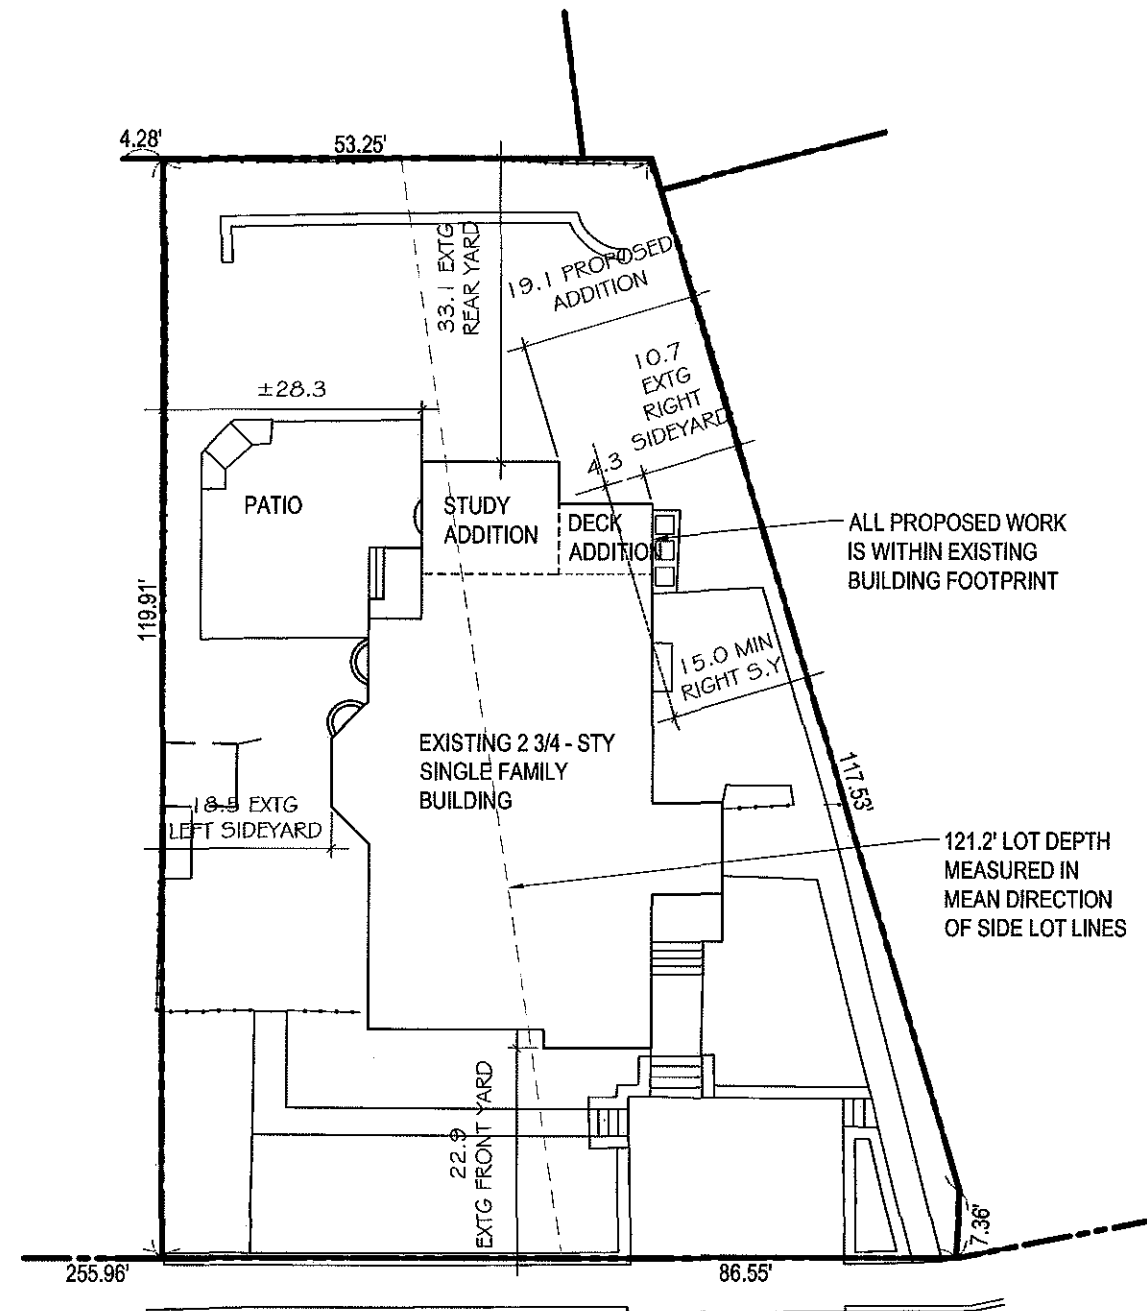 4.28'
53.25'
33.1 EXTG
REAR YARD
19.1 PROPOSED
ADDITION
10.7
EXTG
RIGHT
SIDEYARD
±28.3
4.3
PATIO
STUDY
ADDITION
DECK
ADDITION
ALL PROPOSED WORK
IS WITHIN EXISTING
BUILDING FOOTPRINT
119.91'
15.0 MIN
RIGHT S.Y
EXISTING 2 3/4 - STY
SINGLE FAMILY
BUILDING
117.53'
18.5 EXTG
LEFT SIDEYARD
121.2' LOT DEPTH
MEASURED IN
MEAN DIRECTION
OF SIDE LOT LINES
22.9
EXTG FRONT YARD
7.36'
255.96'
86.55'